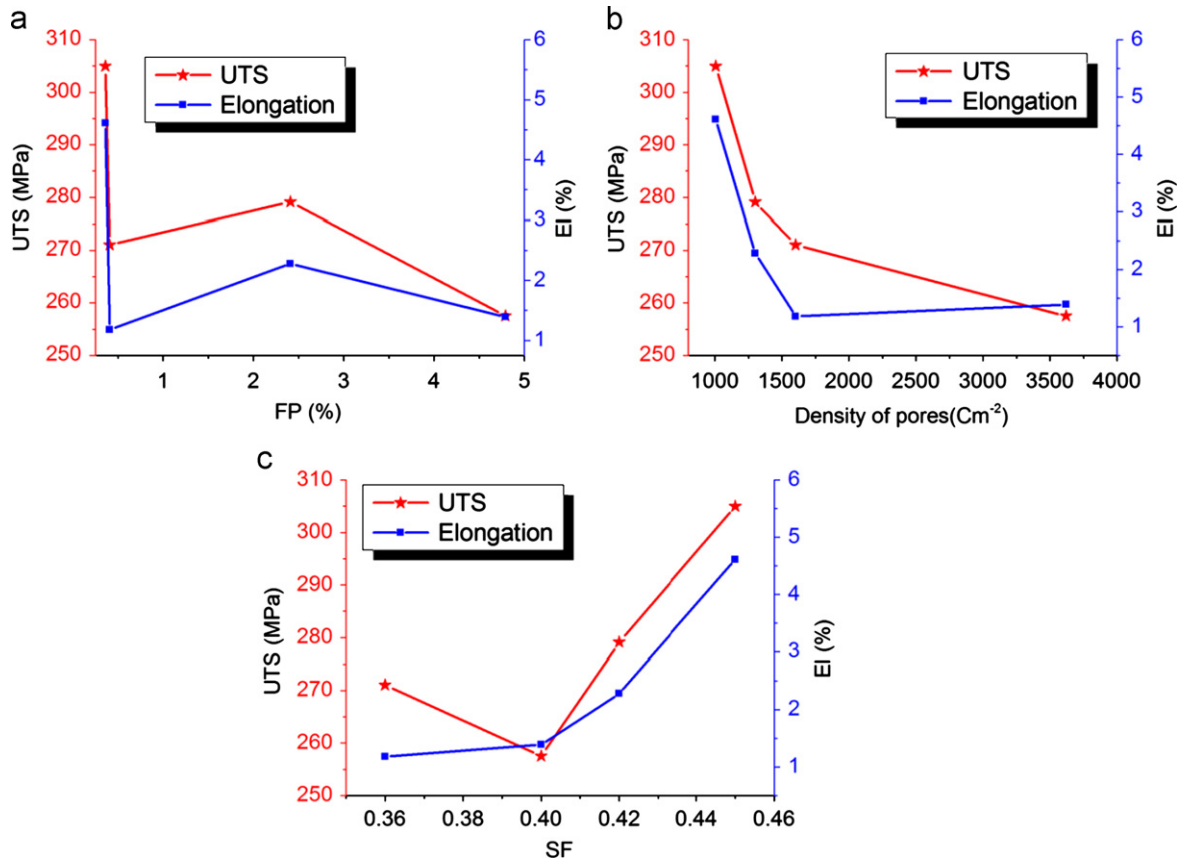 a
310
300
290
280
270
260
250
UTS (MPa)
UTS
Elongation
6
5
4
3
2
1
EI (%)
1 2 3 4 5
FP (%)
b
310
300
290
280
270
260
250
UTS (MPa)
UTS
Elongation
6
5
4
3
2
1
EI (%)
1000 1500 2000 2500 3000 3500 4000
Density of pores(Cm⁻²)
c
310
300
290
280
270
260
250
UTS (MPa)
UTS
Elongation
6
5
4
3
2
1
EI (%)
0.36 0.38 0.40 0.42 0.44 0.46
SF